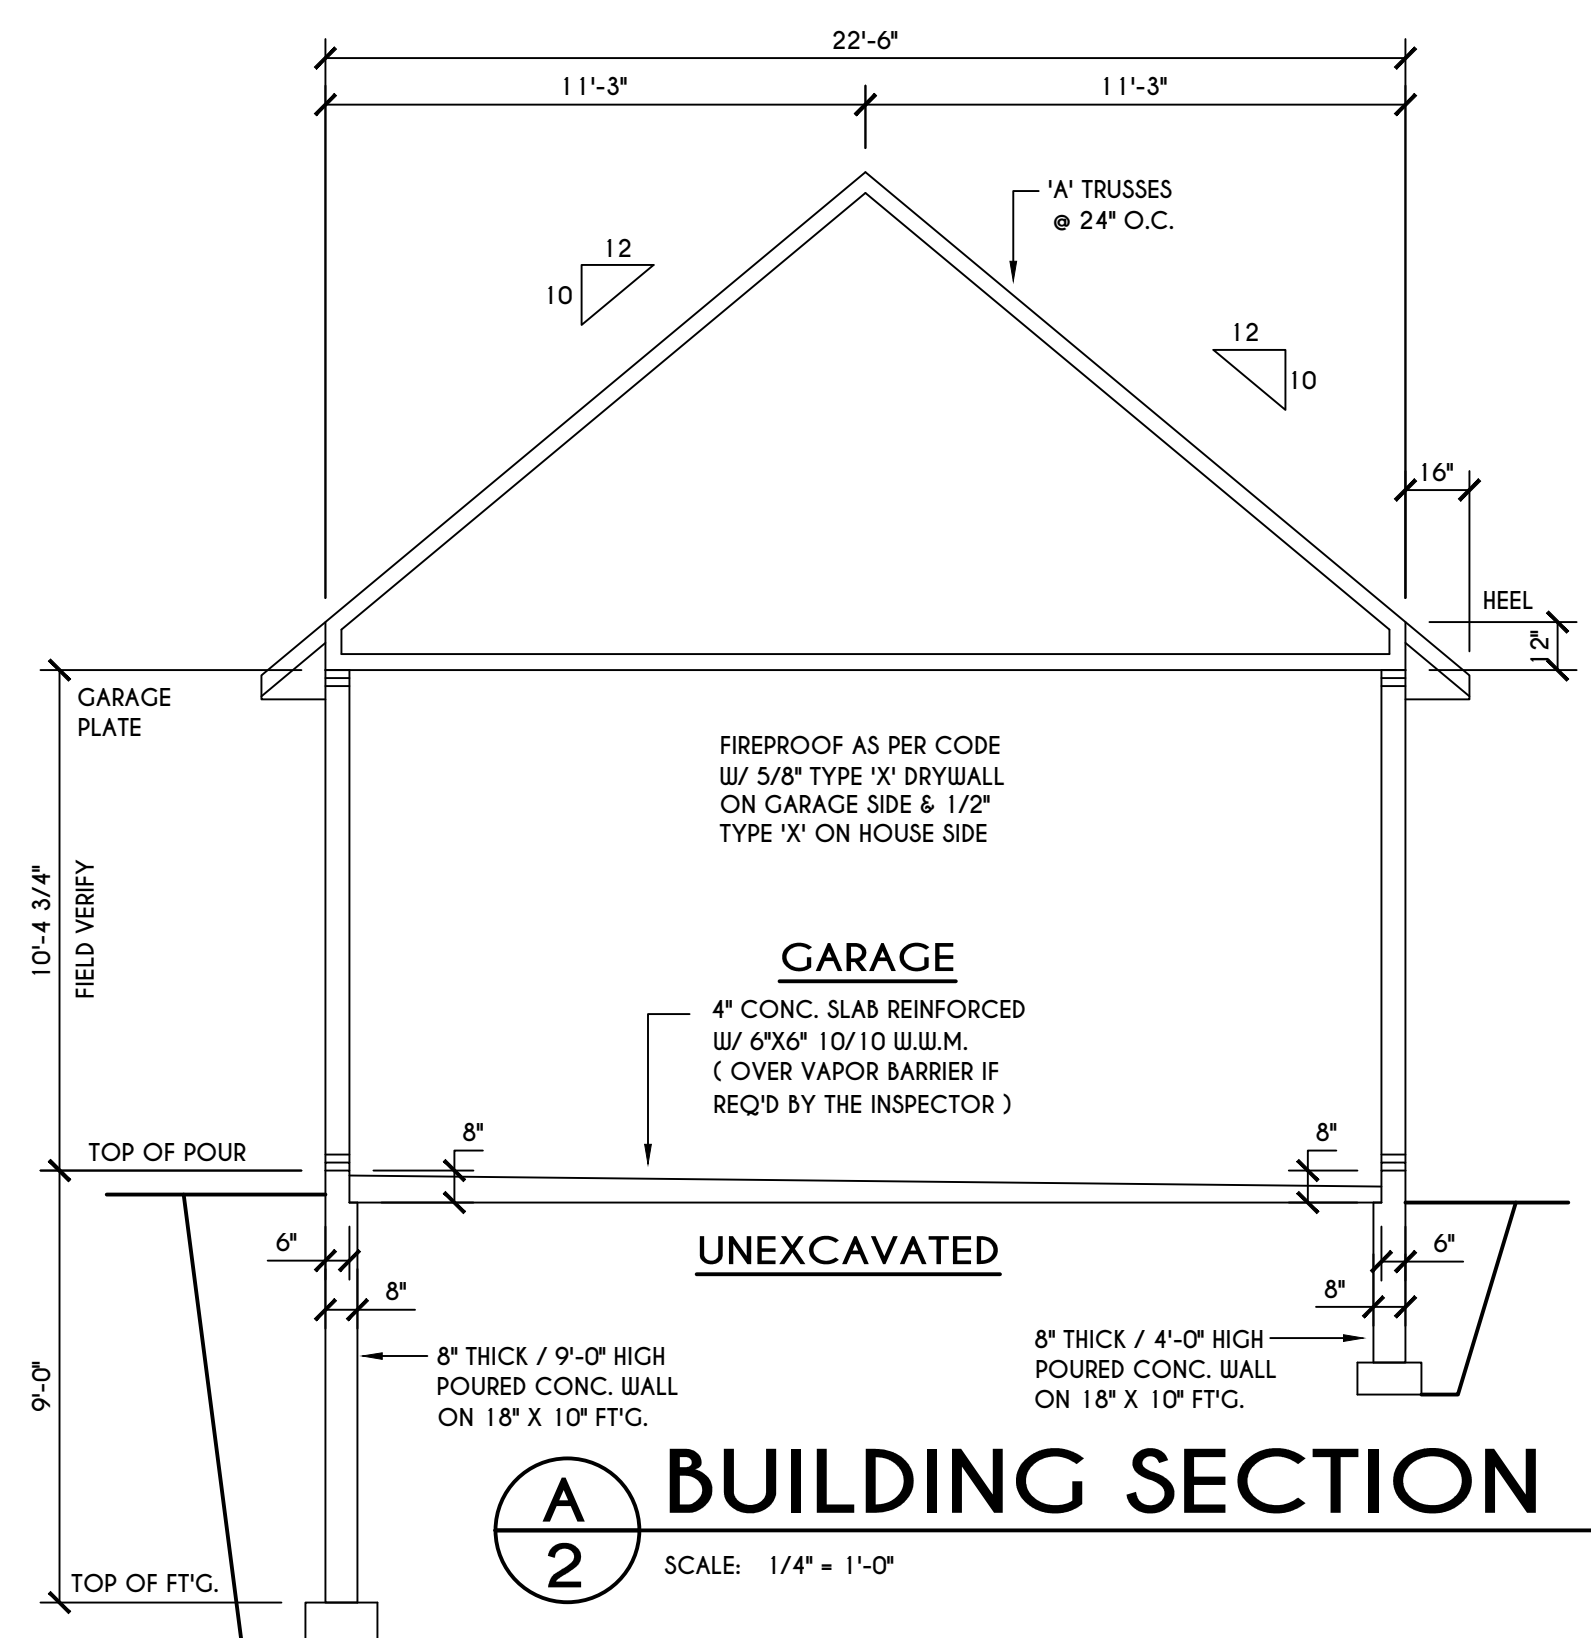 22'-6"
11'-3" 11'-3"
'A' TRUSSES
@ 24" O.C.
12
10
12
10
16"
HEEL
12"
GARAGE
PLATE
FIREPROOF AS PER CODE
W/ 5/8" TYPE 'X' DRYWALL
ON GARAGE SIDE & 1/2"
TYPE 'X' ON HOUSE SIDE
10'-4 3/4"
FIELD VERIFY
GARAGE
4" CONC. SLAB REINFORCED
W/ 6"X6" 10/10 W.W.M.
( OVER VAPOR BARRIER IF
REQ'D BY THE INSPECTOR )
TOP OF POUR
8"
8"
UNEXCAVATED
6"
8"
6"
8"
8" THICK / 9'-0" HIGH
POURED CONC. WALL
ON 18" X 10" FT'G.
8" THICK / 4'-0" HIGH
POURED CONC. WALL
ON 18" X 10" FT'G.
9'-0"
TOP OF FT'G.
A
2
BUILDING SECTION
SCALE: 1/4" = 1'-0"